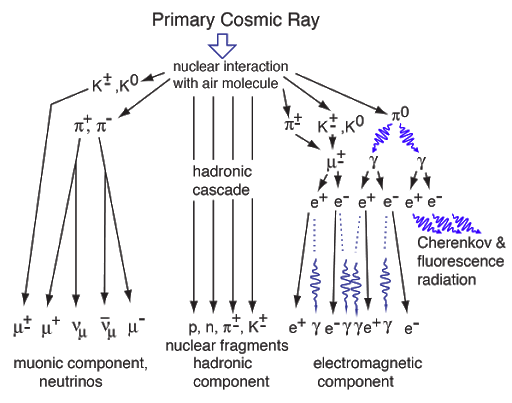 Primary Cosmic Ray
nuclear interaction
with air molecule
K±, K0
π+, π-
π±
K±, K0
π0
hadronic
cascade
μ±
γ γ
e+ e- e+ e- e+ e-
Cherenkov &
fluorescence
radiation
μ± μ+ νμ ν̄μ μ-
p, n, π±, K±
e+ γ e- γ γ e+ γ e-
nuclear fragments
muonic component,
neutrinos
hadronic
component
electromagnetic
component